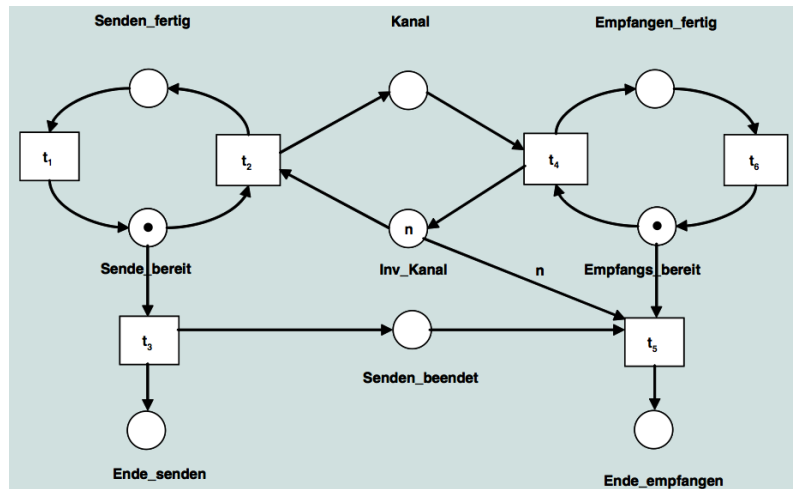 Senden_fertig
Kanal
Empfangen_fertig
t₁
t₂
t₄
t₆
n
Sende_bereit
Inv_Kanal
n
Empfangs_bereit
t₃
t₅
Senden_beendet
Ende_senden
Ende_empfangen